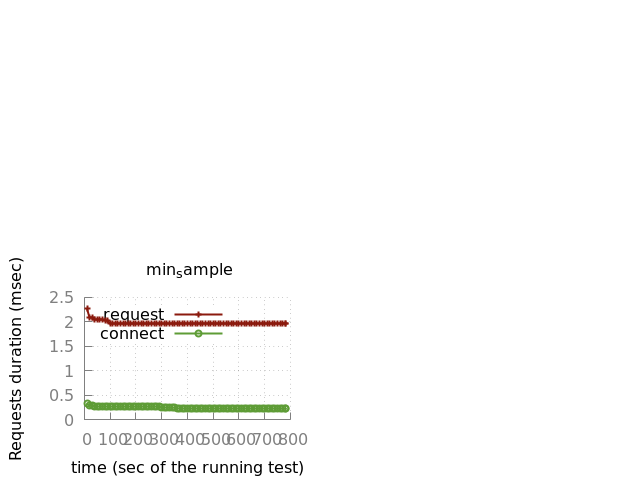 minsample
Requests duration (msec)
2.5
2
1.5
1
0.5
0
request
connect
0 100 200 300 400 500 600 700 800
time (sec of the running test)